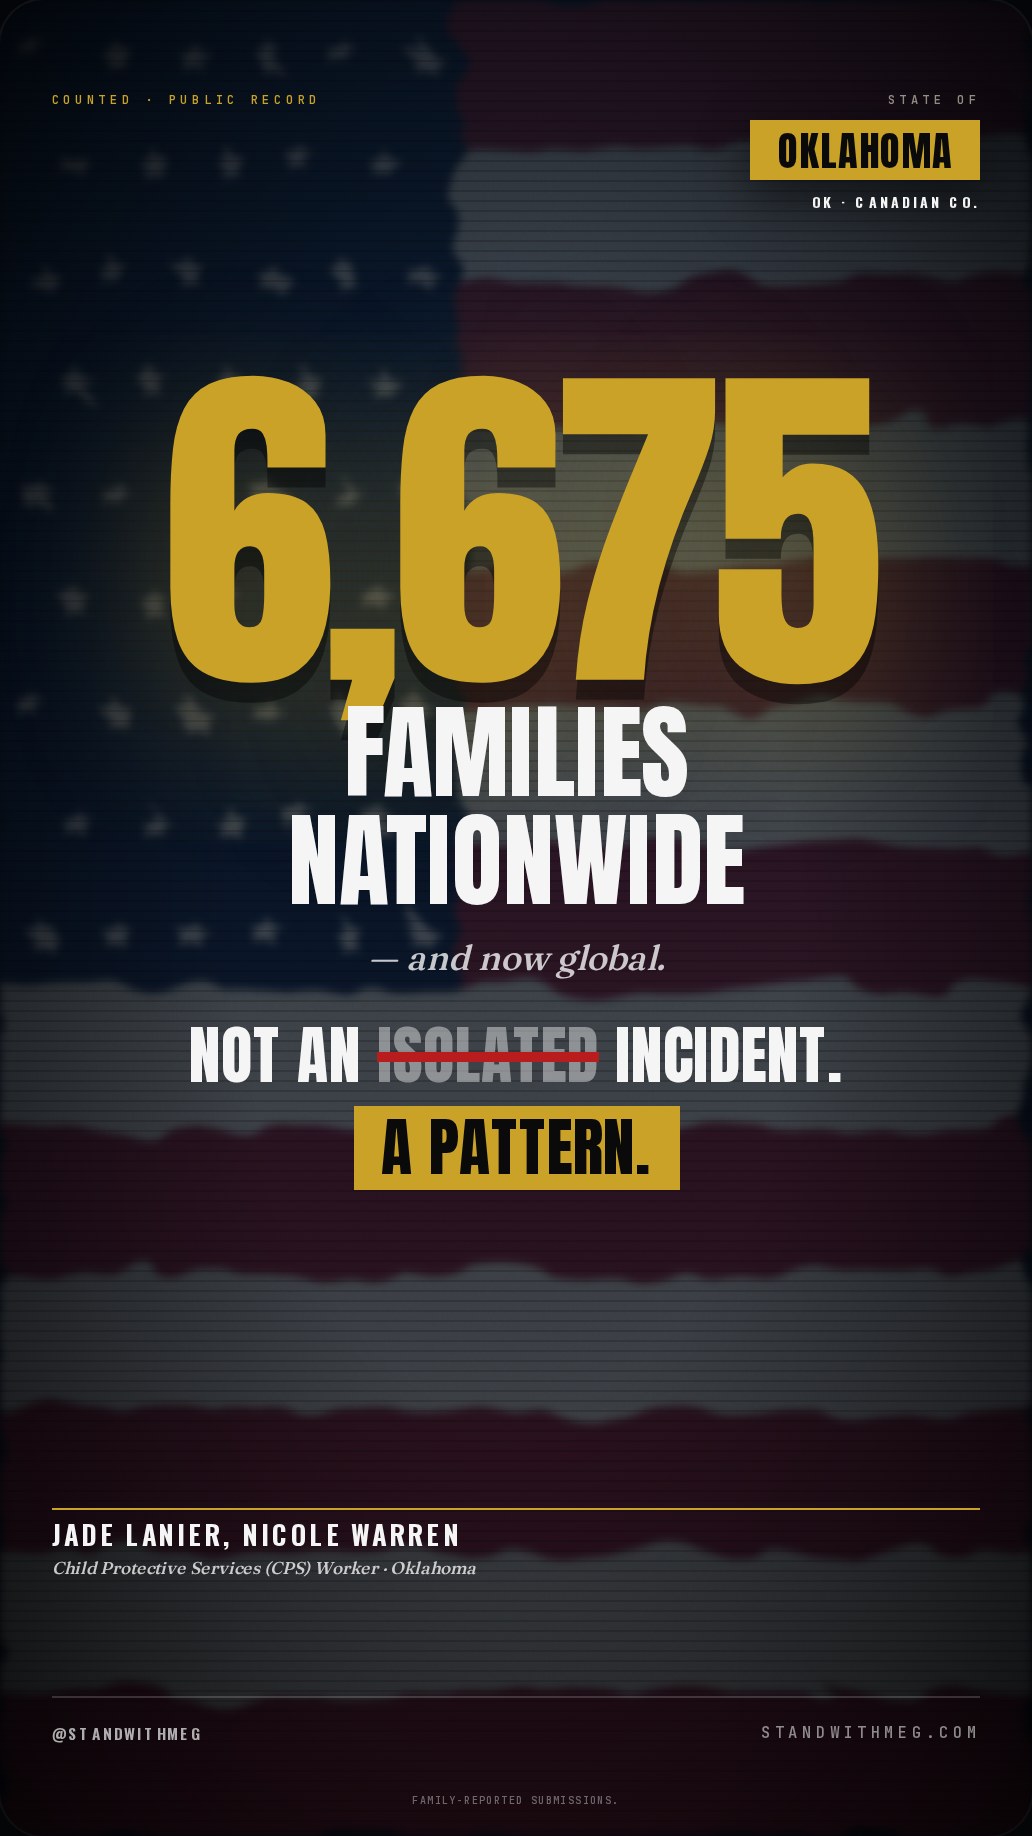 COUNTED · PUBLIC RECORD
STATE OF
OKLAHOMA
OK · CANADIAN CO.
6,675
FAMILIES
NATIONWIDE
— and now global.
NOT AN ISOLATED INCIDENT.
A PATTERN.
JADE LANIER, NICOLE WARREN
Child Protective Services (CPS) Worker · Oklahoma
@STANDWITHMEG
STANDWITHMEG.COM
FAMILY-REPORTED SUBMISSIONS.